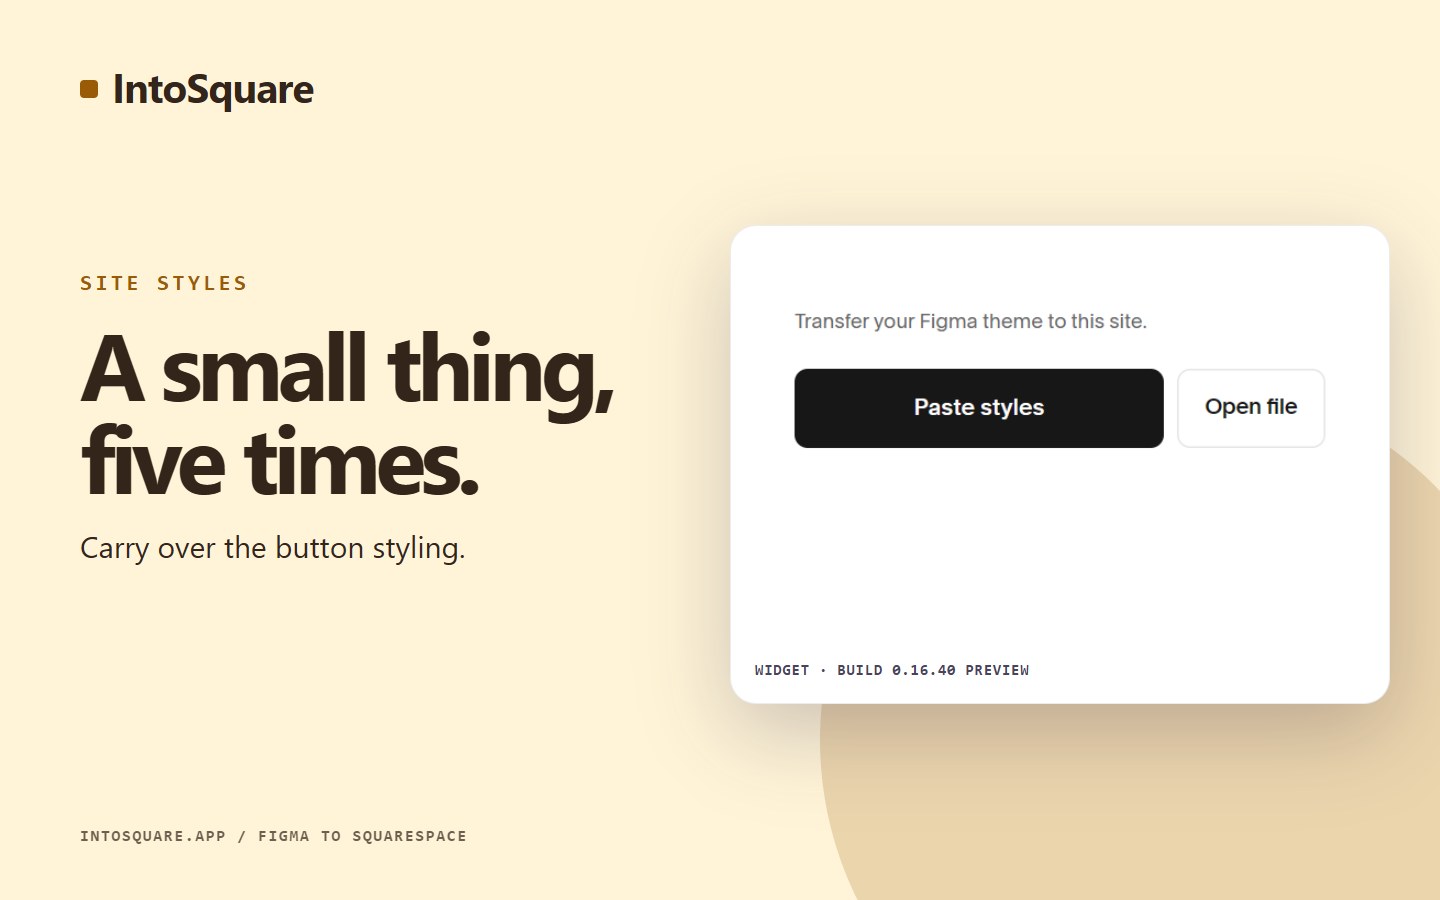 IntoSquare
SITE STYLES
A small thing,
five times.
Carry over the button styling.
Transfer your Figma theme to this site.
Paste styles
Open file
WIDGET · BUILD 0.16.40 PREVIEW
INTOSQUARE.APP / FIGMA TO SQUARESPACE